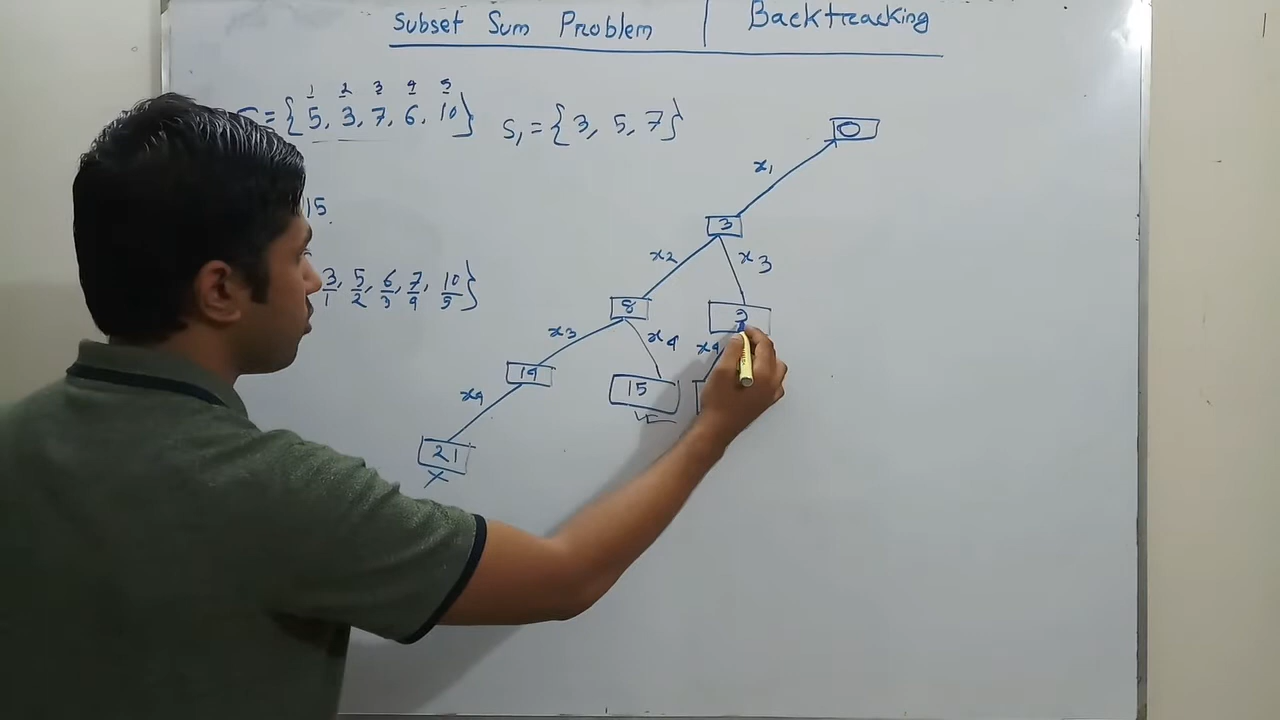 Subset Sum Problem | Backtracking
1 2 3 4 5
= {5, 3, 7, 6, 10} S₁ = {3, 5, 7}
0
x₁
15
3
x₂ x₃
3/1, 5/2, 6/3, 7/4, 10/5}
8 3
x₃ x₄ x₄
14 15
x₄
21
X